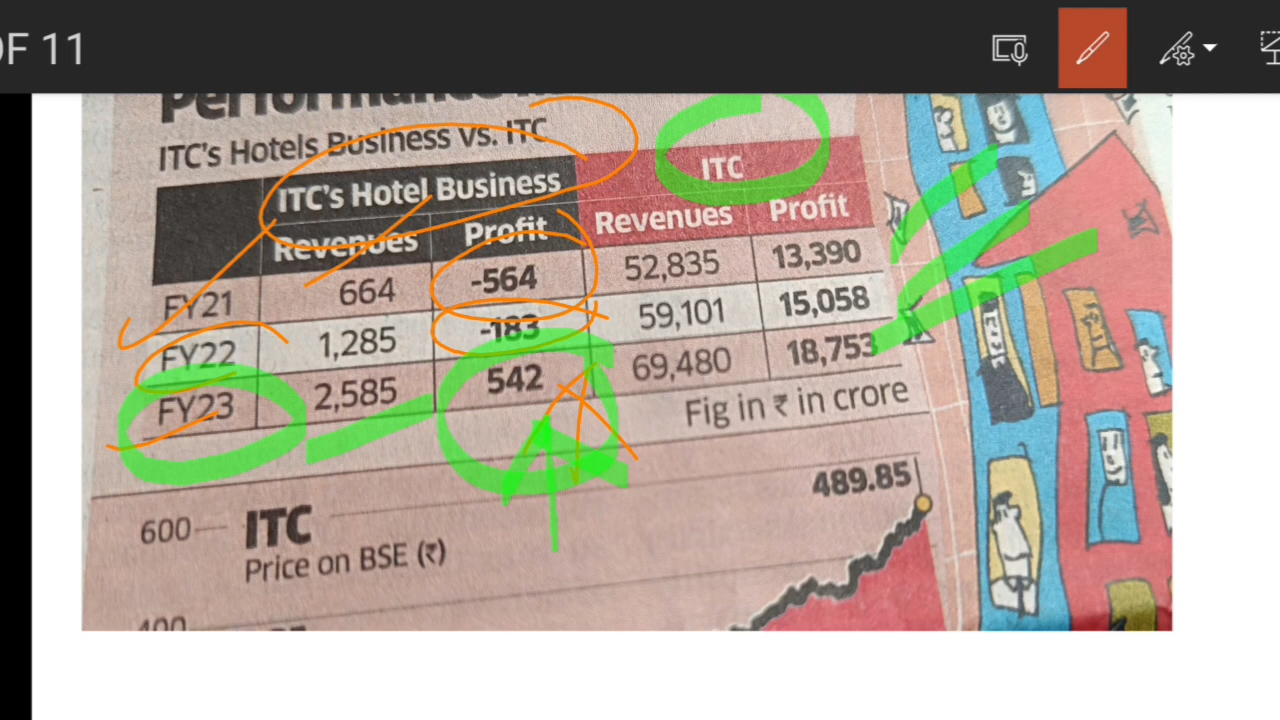 OF 11
Performance
ITC's Hotels Business Vs. ITC
ITC's Hotel Business ITC
Revenues Profit Revenues Profit
FY21 664 -564 52,835 13,390
FY22 1,285 -183 59,101 15,058
FY23 2,585 542 69,480 18,753
Fig in ₹ in crore
489.85
600 ITC
Price on BSE (₹)
400